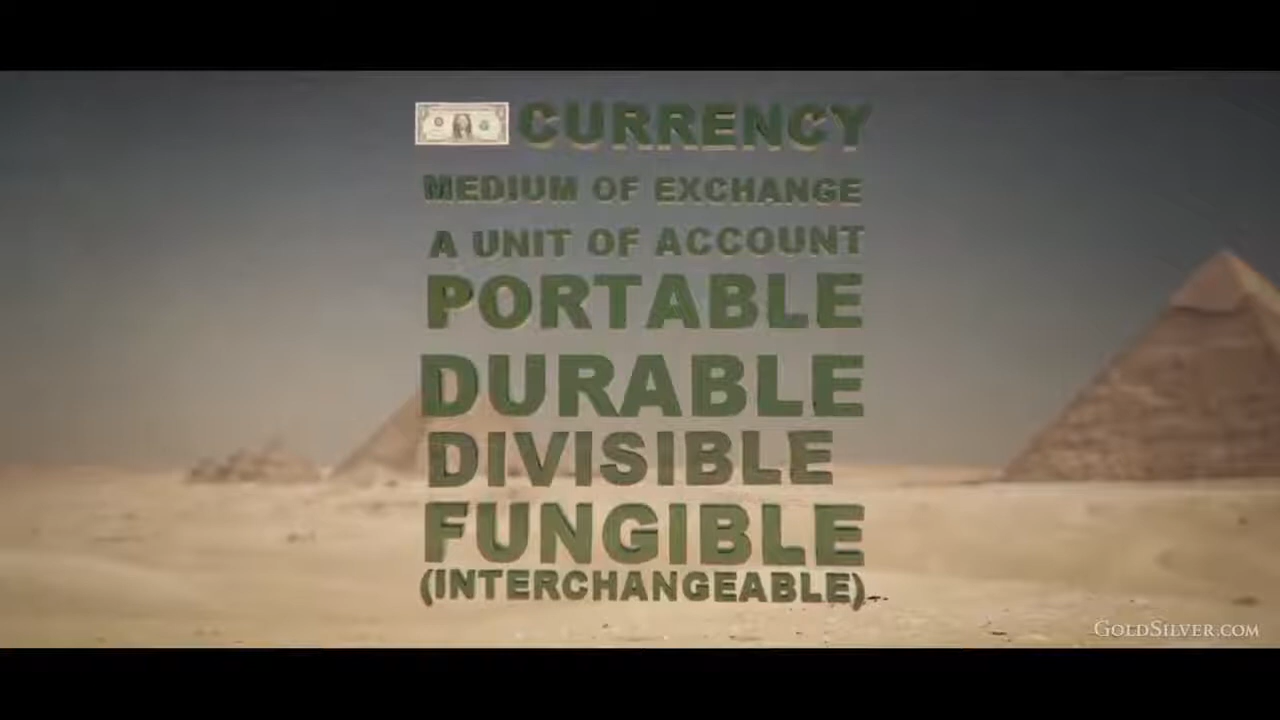 CURRENCY
MEDIUM OF EXCHANGE
A UNIT OF ACCOUNT
PORTABLE
DURABLE
DIVISIBLE
FUNGIBLE
(INTERCHANGEABLE)
GOLDSILVER.COM